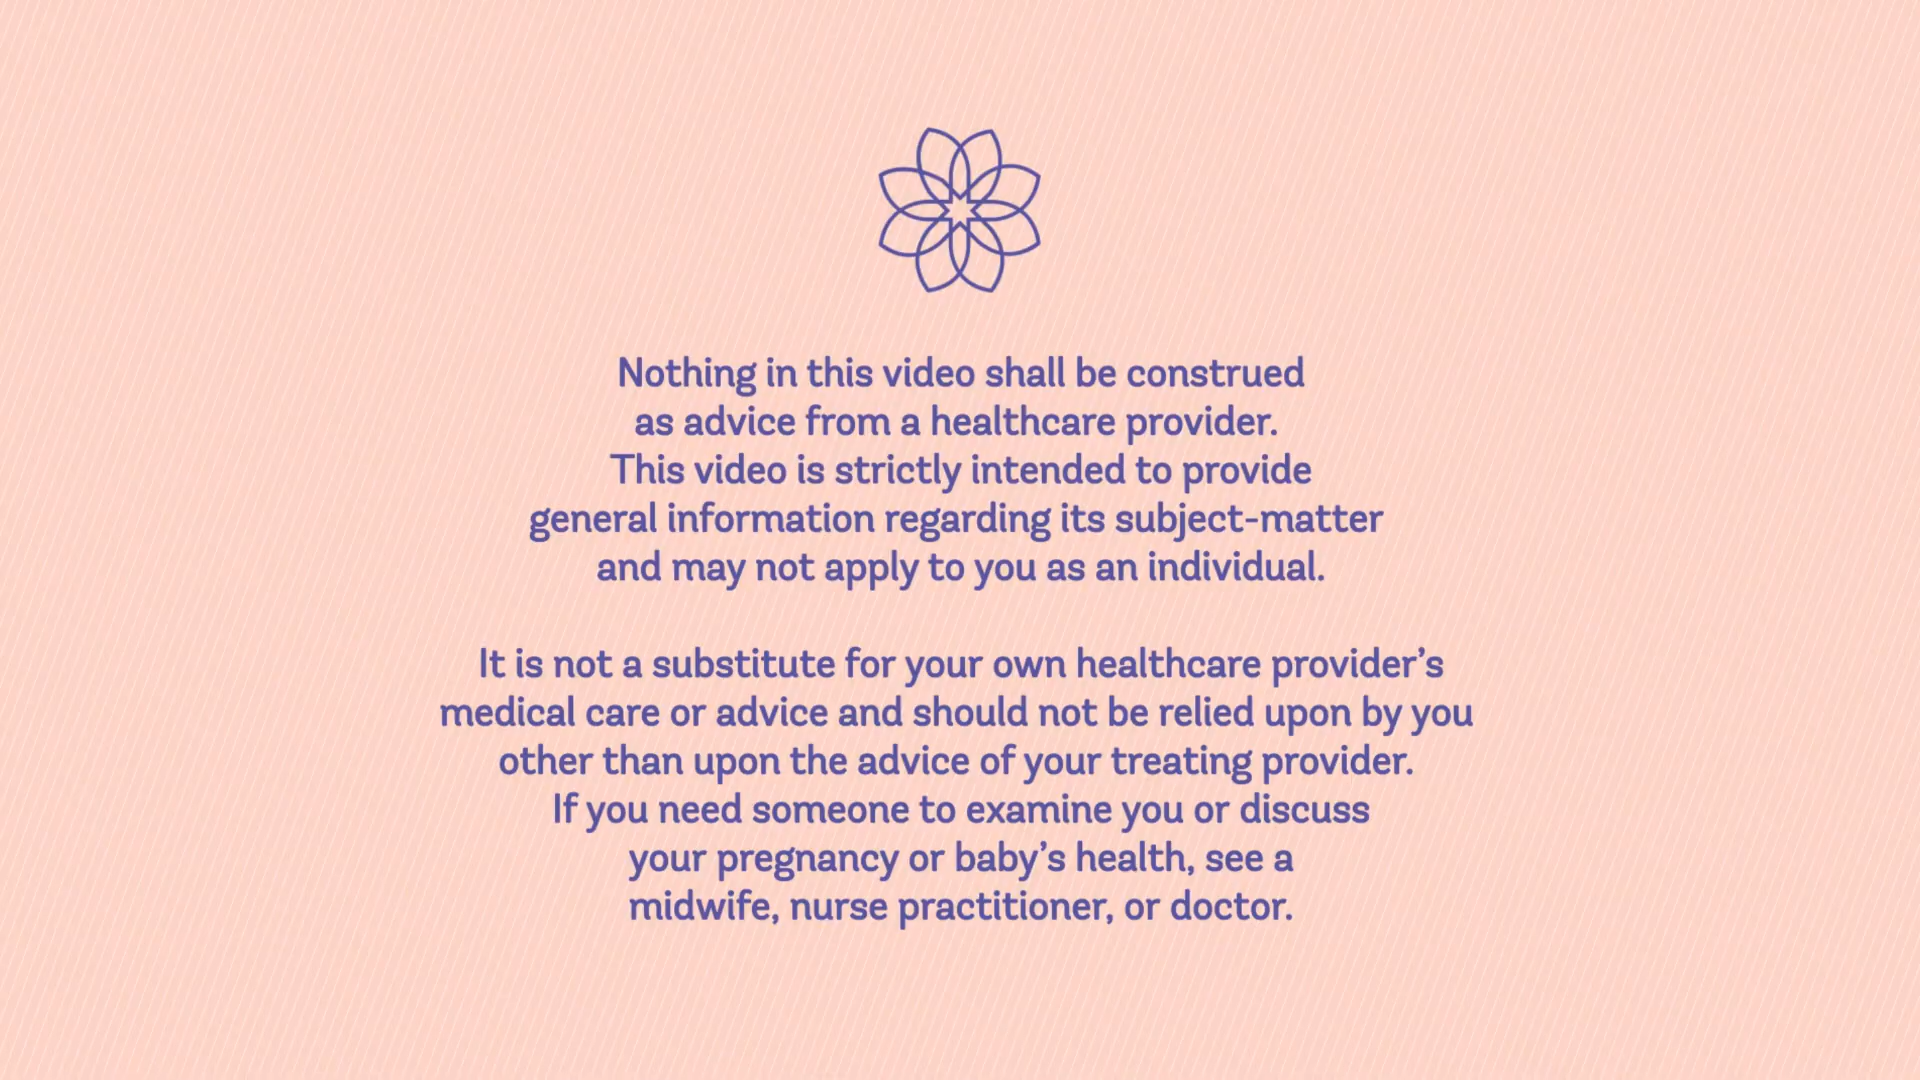 Nothing in this video shall be construed
as advice from a healthcare provider.
This video is strictly intended to provide
general information regarding its subject-matter
and may not apply to you as an individual.
It is not a substitute for your own healthcare provider’s
medical care or advice and should not be relied upon by you
other than upon the advice of your treating provider.
If you need someone to examine you or discuss
your pregnancy or baby’s health, see a
midwife, nurse practitioner, or doctor.